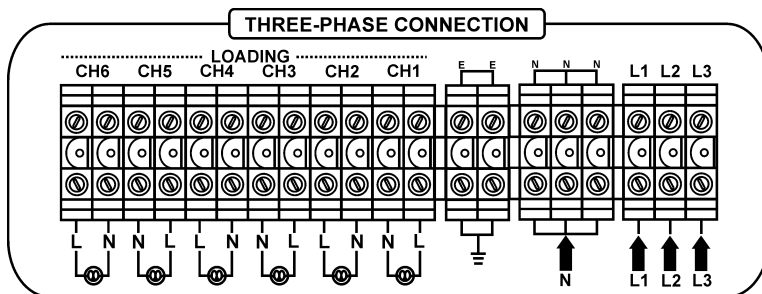 THREE-PHASE CONNECTION
LOADING
CH6 CH5 CH4 CH3 CH2 CH1 E E N N N L1 L2 L3
L N N L L N N L L N N L
N L1 L2 L3